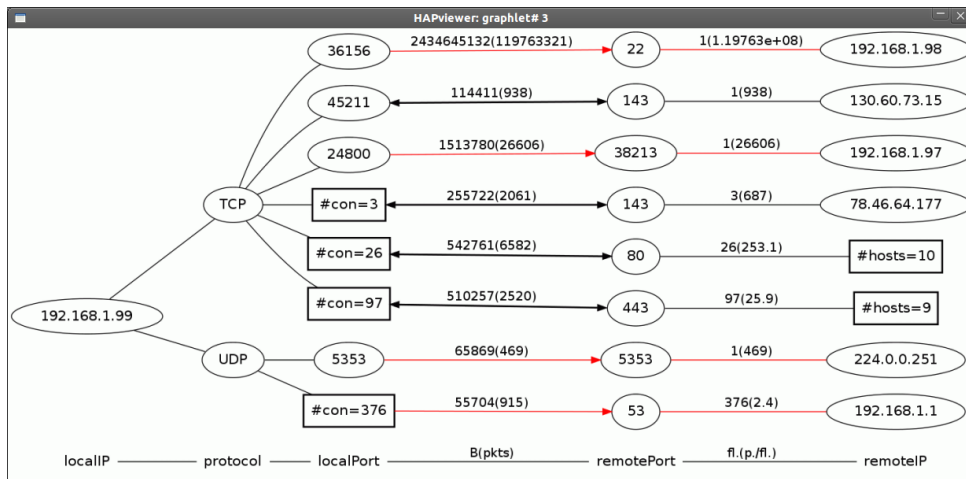 HAPviewer: graphlet# 3
36156 2434645132(119763321) 22 1(1.19763e+08) 192.168.1.98
45211 114411(938) 143 1(938) 130.60.73.15
24800 1513780(26606) 38213 1(26606) 192.168.1.97
TCP #con=3 255722(2061) 143 3(687) 78.46.64.177
#con=26 542761(6582) 80 26(253.1) #hosts=10
#con=97 510257(2520) 443 97(25.9) #hosts=9
192.168.1.99
UDP 5353 65869(469) 5353 1(469) 224.0.0.251
#con=376 55704(915) 53 376(2.4) 192.168.1.1
localIP protocol localPort B(pkts) remotePort fl.(p./fl.) remoteIP